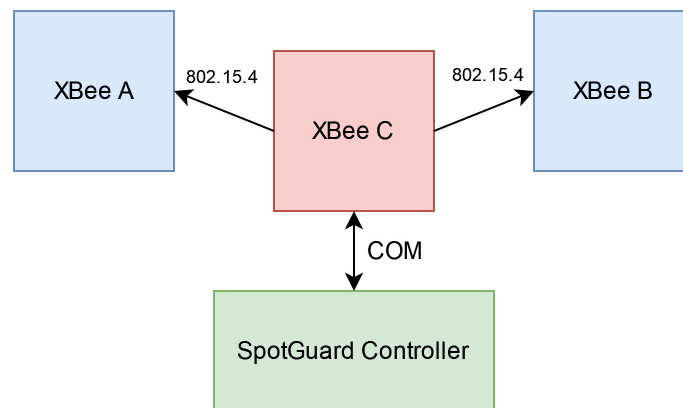 XBee A
802.15.4
XBee C
802.15.4
XBee B
COM
SpotGuard Controller